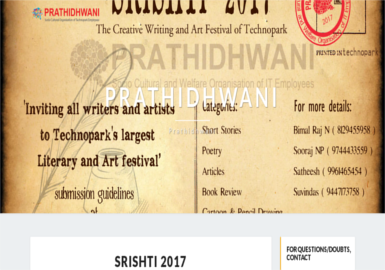 SRISHTI 2017
PRATHIDHWANI
The Creative Writing and Art Festival of Technopark
2017
PRINTED IN technopark
PRATHIDHWANI
Cultural and Welfare Organisation of IT Employees
PRATHIDHWANI
'Inviting all writers and artists
to Technopark's largest
Literary and Art festival'
submission guidelines
Categories:
Short Stories
Poetry
Articles
Book Review
Cartoon & Pencil Drawing
For more details:
Bimal Raj N ( 8129455958 )
Sooraj NP ( 9744433559 )
Satheesh ( 9961465454 )
Suvindas ( 9447173758 )
SRISHTI 2017
FOR QUESTIONS/DOUBTS,
CONTACT